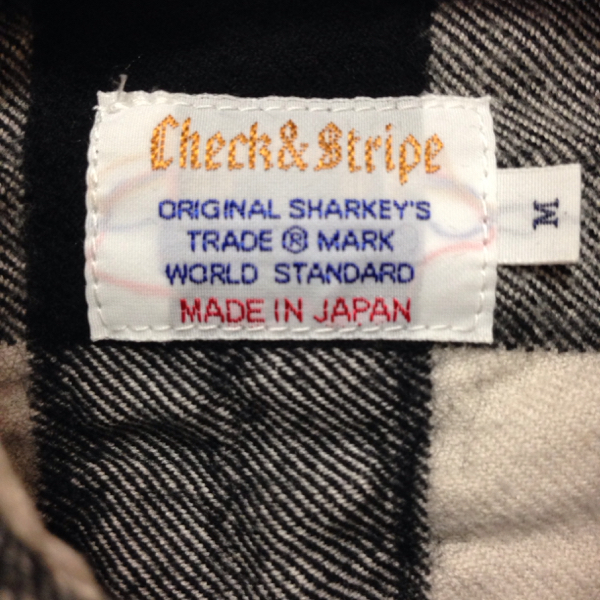 Check & Stripe
ORIGINAL SHARKEY'S
TRADE ® MARK
WORLD STANDARD
MADE IN JAPAN
M